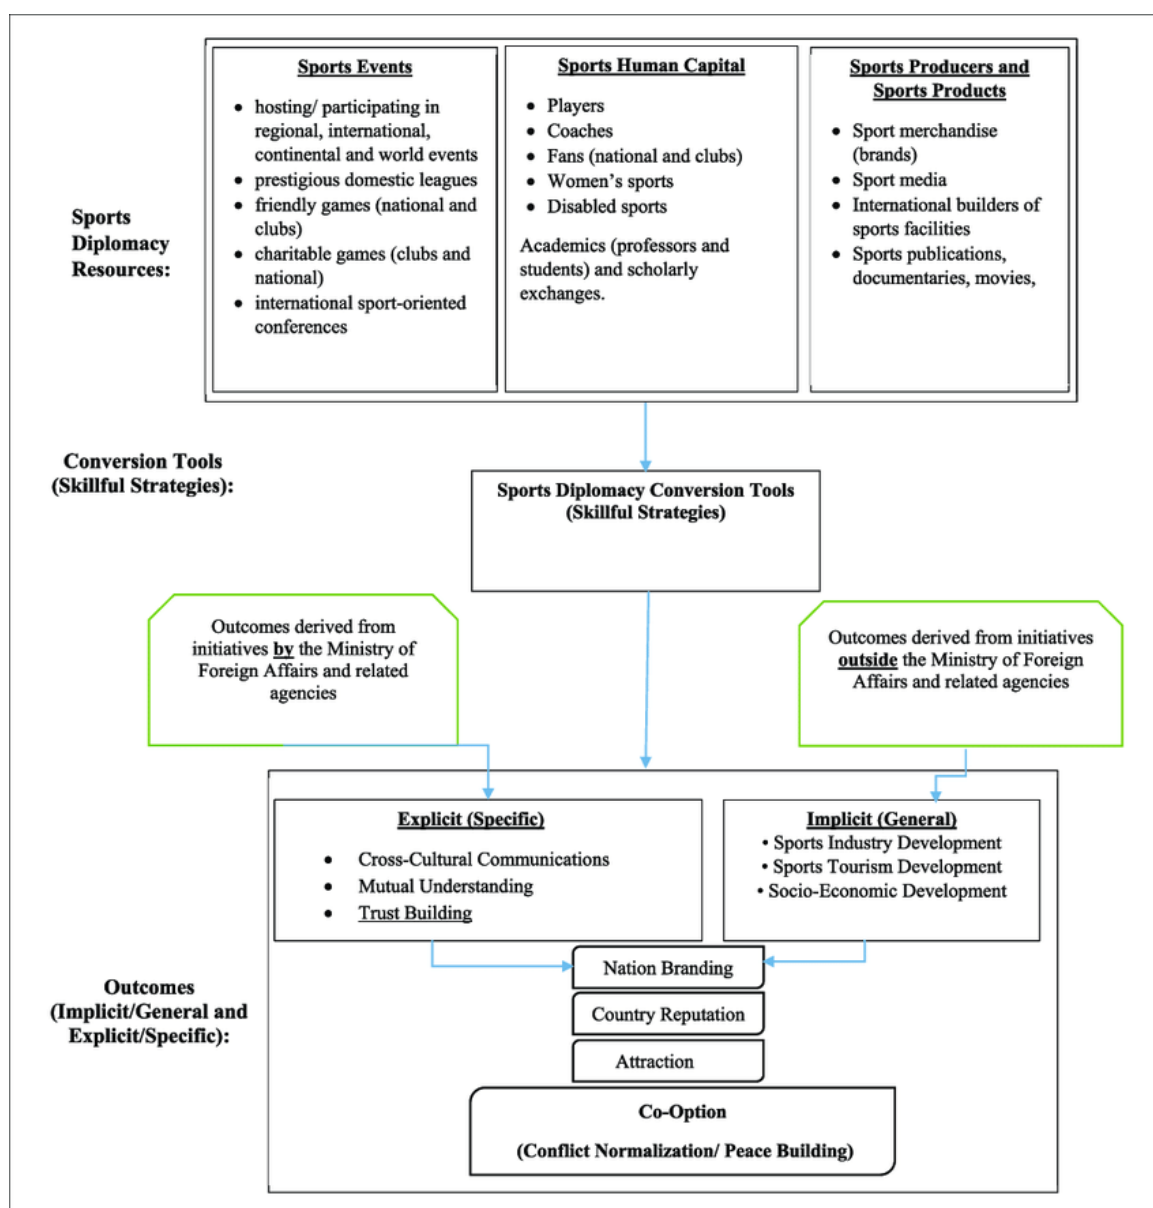 Sports Diplomacy Resources:
Sports Events
• hosting/ participating in
regional, international,
continental and world events
• prestigious domestic leagues
• friendly games (national and
clubs)
• charitable games (clubs and
national)
• international sport-oriented
conferences
Sports Human Capital
• Players
• Coaches
• Fans (national and clubs)
• Women’s sports
• Disabled sports
Academics (professors and
students) and scholarly
exchanges.
Sports Producers and
Sports Products
• Sport merchandise
(brands)
• Sport media
• International builders of
sports facilities
• Sports publications,
documentaries, movies,
Conversion Tools
(Skillful Strategies):
Sports Diplomacy Conversion Tools
(Skillful Strategies)
Outcomes derived from
initiatives by the Ministry of
Foreign Affairs and related
agencies
Outcomes derived from initiatives
outside the Ministry of Foreign
Affairs and related agencies
Outcomes
(Implicit/General and
Explicit/Specific):
Explicit (Specific)
• Cross-Cultural Communications
• Mutual Understanding
• Trust Building
Implicit (General)
• Sports Industry Development
• Sports Tourism Development
• Socio-Economic Development
Nation Branding
Country Reputation
Attraction
Co-Option
(Conflict Normalization/ Peace Building)